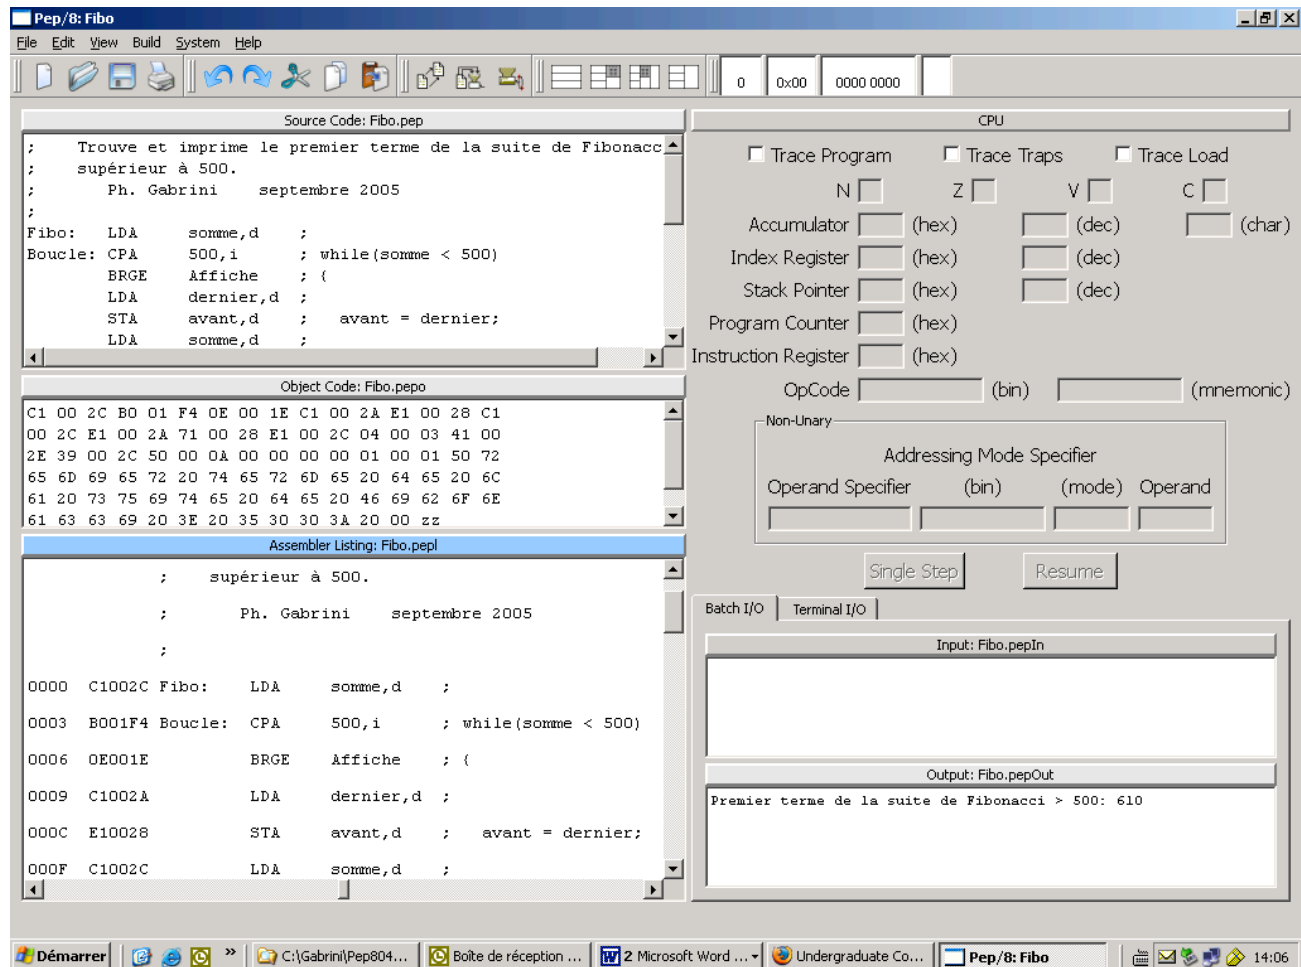 Pep/8: Fibo
File Edit View Build System Help
0 0x00 0000 0000
Source Code: Fibo.pep
; Trouve et imprime le premier terme de la suite de Fibonacc
; supérieur à 500.
; Ph. Gabrini septembre 2005
;
Fibo: LDA somme,d ;
Boucle: CPA 500,i ; while(somme < 500)
BRGE Affiche ; {
LDA dernier,d ;
STA avant,d ; avant = dernier;
LDA somme,d ;
Object Code: Fibo.pepo
C1 00 2C B0 01 F4 0E 00 1E C1 00 2A E1 00 28 C1
00 2C E1 00 2A 71 00 28 E1 00 2C 04 00 03 41 00
2E 39 00 2C 50 00 0A 00 00 00 00 01 00 01 50 72
65 6D 69 65 72 20 74 65 72 6D 65 20 64 65 20 6C
61 20 73 75 69 74 65 20 64 65 20 46 69 62 6F 6E
61 63 63 69 20 3E 20 35 30 30 3A 20 00 zz
Assembler Listing: Fibo.pepl
; supérieur à 500.
; Ph. Gabrini septembre 2005
;
0000 C1002C Fibo: LDA somme,d ;
0003 B001F4 Boucle: CPA 500,i ; while(somme < 500)
0006 0E001E BRGE Affiche ; {
0009 C1002A LDA dernier,d ;
000C E10028 STA avant,d ; avant = dernier;
000F C1002C LDA somme,d ;
CPU
Trace Program Trace Traps Trace Load
N Z V C
Accumulator (hex) (dec) (char)
Index Register (hex) (dec)
Stack Pointer (hex) (dec)
Program Counter (hex)
Instruction Register (hex)
OpCode (bin) (mnemonic)
Non-Unary
Addressing Mode Specifier
Operand Specifier (bin) (mode) Operand
Single Step Resume
Batch I/O Terminal I/O
Input: Fibo.pepIn
Output: Fibo.pepOut
Premier terme de la suite de Fibonacci > 500: 610
Démarrer » C:\Gabrini\Pep804... Boîte de réception ... 2 Microsoft Word ... Undergraduate Co... Pep/8: Fibo 14:06